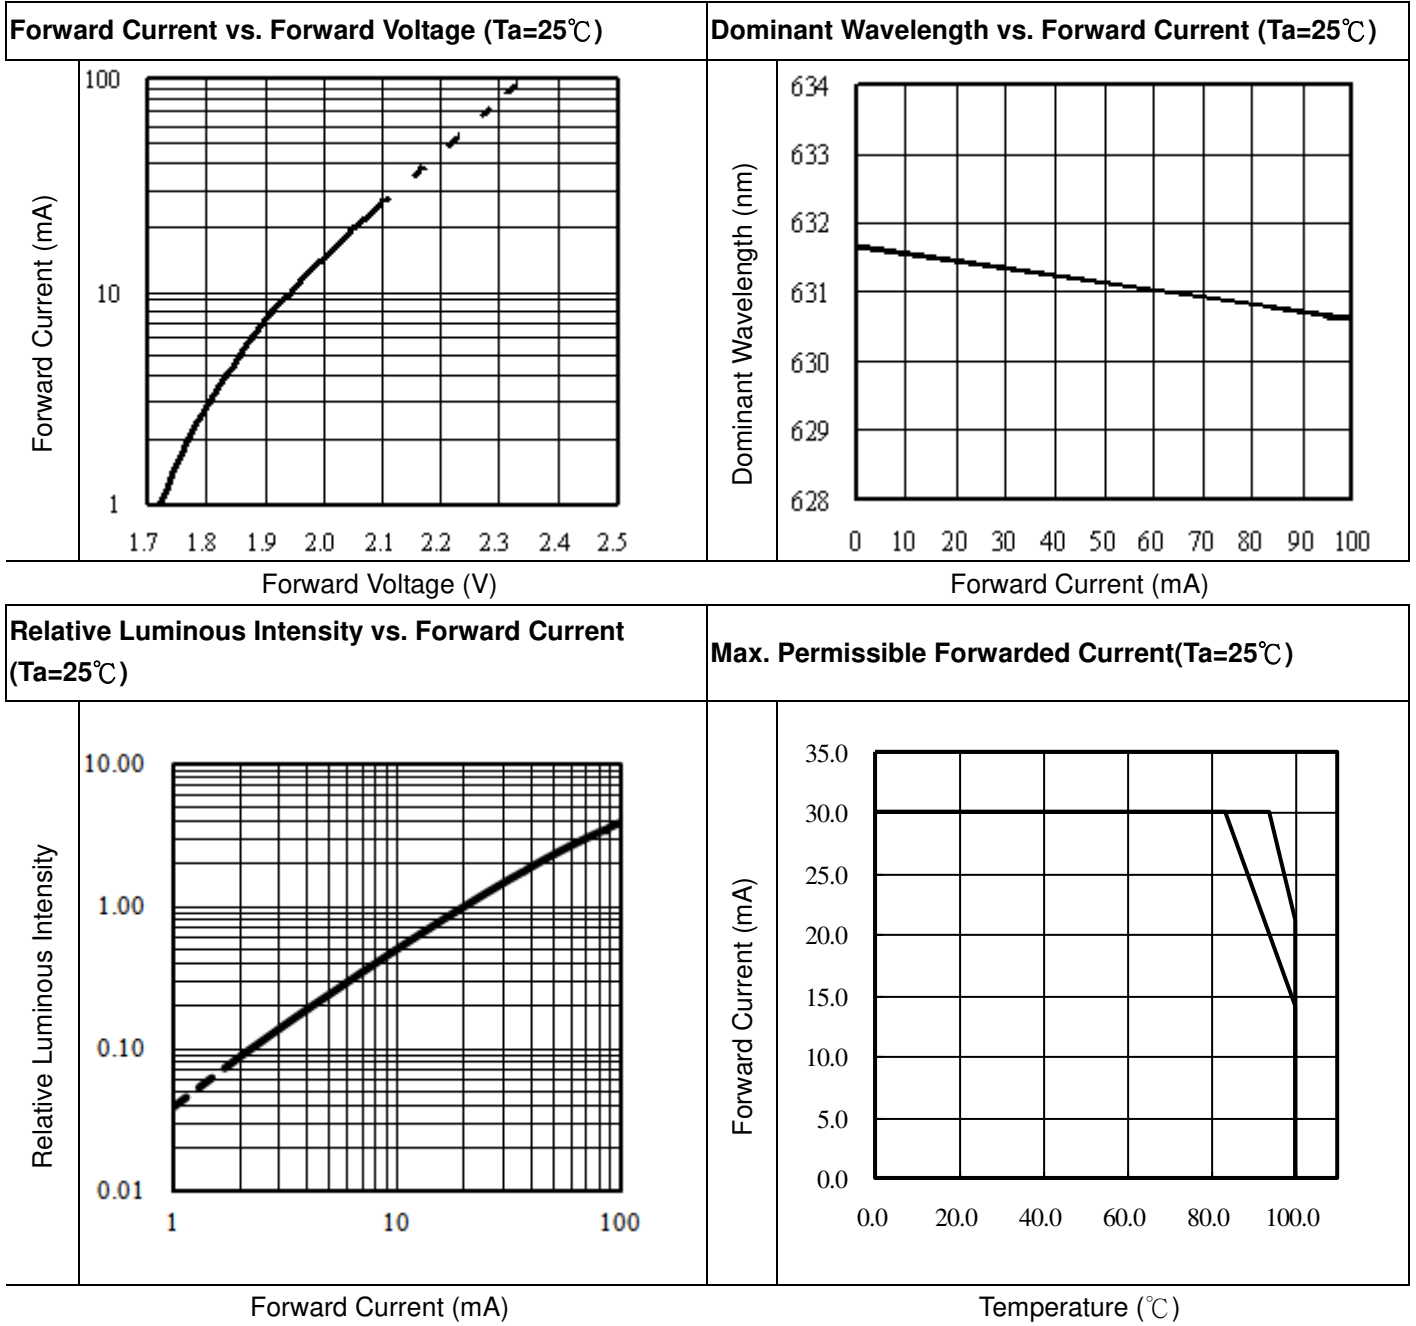 Forward Current vs. Forward Voltage (Ta=25℃)
Dominant Wavelength vs. Forward Current (Ta=25℃)
Forward Current (mA)
100
10
1
1.7 1.8 1.9 2.0 2.1 2.2 2.3 2.4 2.5
Forward Voltage (V)
Dominant Wavelength (nm)
634
633
632
631
630
629
628
0 10 20 30 40 50 60 70 80 90 100
Forward Current (mA)
Relative Luminous Intensity vs. Forward Current
(Ta=25℃)
Max. Permissible Forwarded Current(Ta=25℃)
Relative Luminous Intensity
10.00
1.00
0.10
0.01
1 10 100
Forward Current (mA)
Forward Current (mA)
35.0
30.0
25.0
20.0
15.0
10.0
5.0
0.0
0.0 20.0 40.0 60.0 80.0 100.0
Temperature (℃)